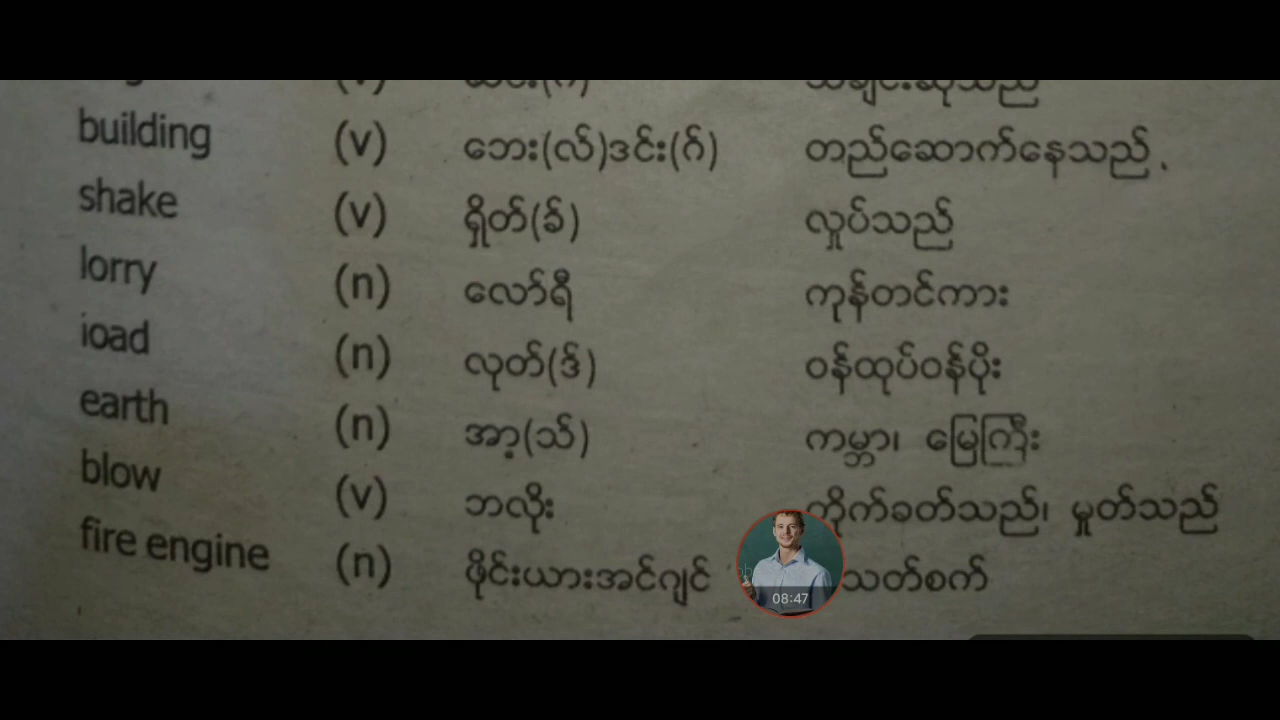 building (v) ဘေး(လ်)ဒင်း(ဂ်) တည်ဆောက်နေသည်.
shake (v) ရှိတ်(ခ်) လှုပ်သည်
lorry (n) လော်ရီ ကုန်တင်ကား
ioad (n) လုတ်(ဒ်) ဝန်ထုပ်ဝန်ပိုး
earth (n) အာ့(သ်) ကမ္ဘာ၊ မြေကြီး
blow (v) ဘလိုး တိုက်ခတ်သည်၊ မှုတ်သည်
fire engine (n) ဖိုင်းယားအင်ဂျင် သတ်စက်
08:47